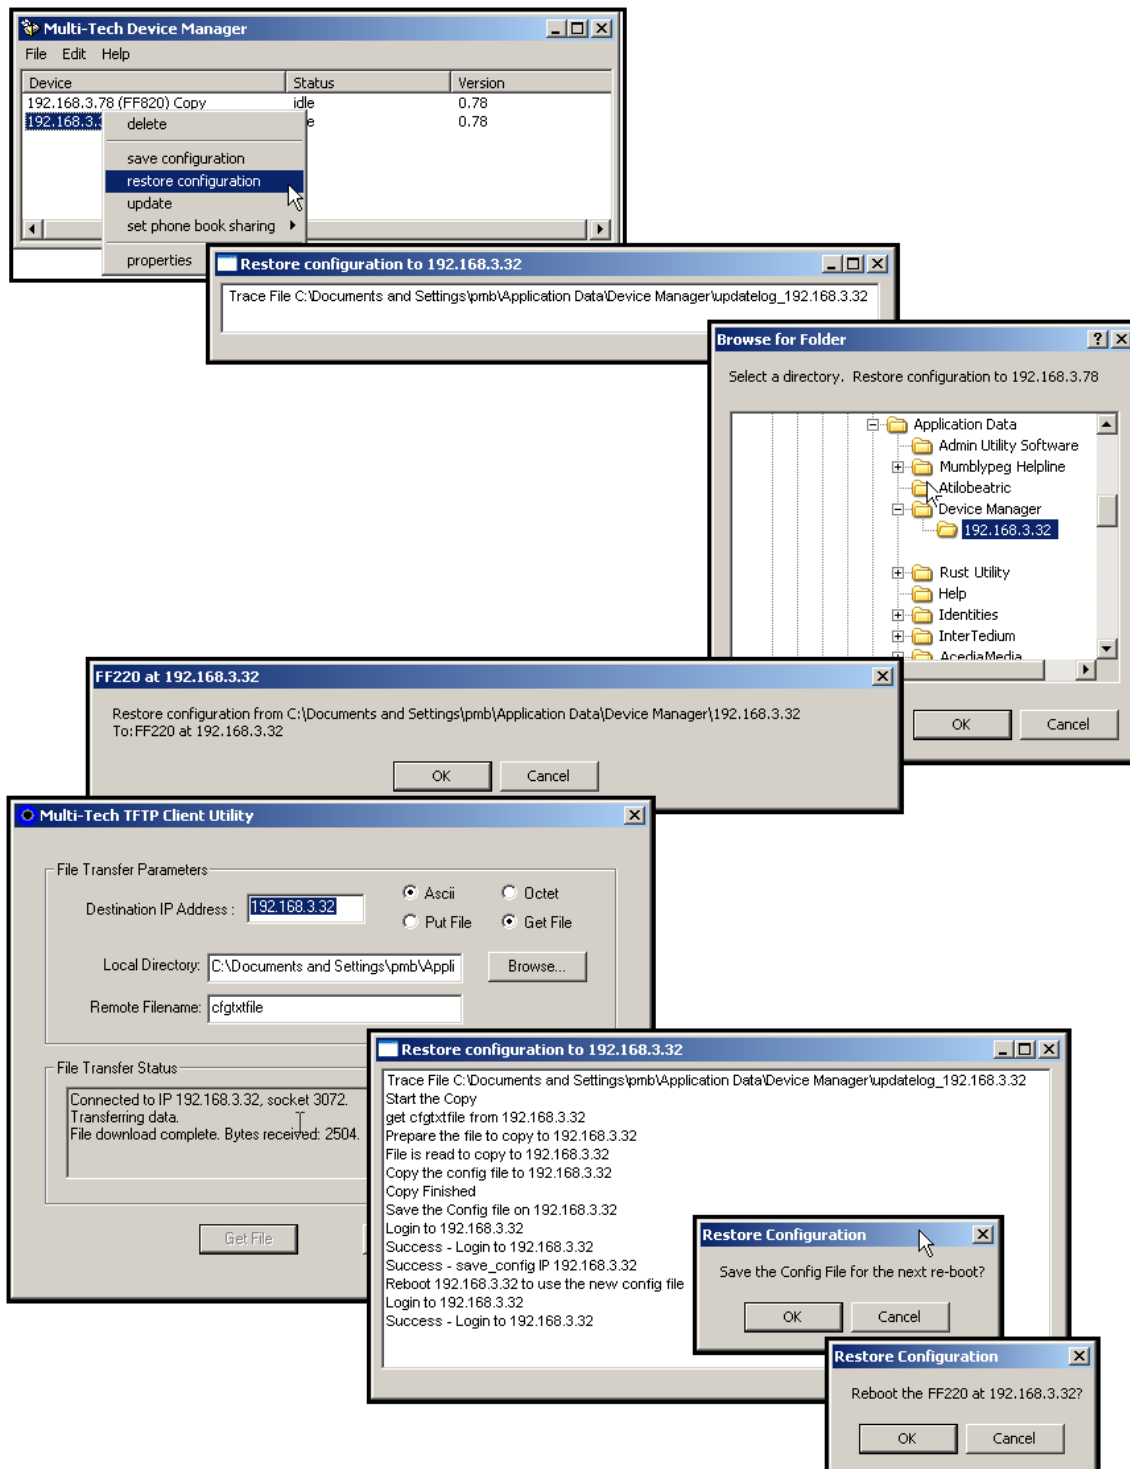 Multi-Tech Device Manager
File Edit Help
Device Status Version
192.168.3.78 (FF820) Copy idle 0.78
192.168.3. 0.78
delete
save configuration
restore configuration
update
set phone book sharing
properties
Restore configuration to 192.168.3.32
Trace File C:\Documents and Settings\pmb\Application Data\Device Manager\updatelog_192.168.3.32
Browse for Folder
Select a directory. Restore configuration to 192.168.3.78
Application Data
Admin Utility Software
Mumblypeg Helpline
Atilobeatric
Device Manager
192.168.3.32
Rust Utility
Help
Identities
InterTedium
AcediaMedia
OK Cancel
FF220 at 192.168.3.32
Restore configuration from C:\Documents and Settings\pmb\Application Data\Device Manager\192.168.3.32
To:FF220 at 192.168.3.32
OK Cancel
Multi-Tech TFTP Client Utility
File Transfer Parameters
Destination IP Address : 192.168.3.32
Ascii Octet
Put File Get File
Local Directory: C:\Documents and Settings\pmb\Appli Browse...
Remote Filename: cfgtxtfile
File Transfer Status
Connected to IP 192.168.3.32, socket 3072.
Transferring data.
File download complete. Bytes received: 2504.
Get File
Restore configuration to 192.168.3.32
Trace File C:\Documents and Settings\pmb\Application Data\Device Manager\updatelog_192.168.3.32
Start the Copy
get cfgtxtfile from 192.168.3.32
Prepare the file to copy to 192.168.3.32
File is read to copy to 192.168.3.32
Copy the config file to 192.168.3.32
Copy Finished
Save the Config file on 192.168.3.32
Login to 192.168.3.32
Success - Login to 192.168.3.32
Success - save_config IP 192.168.3.32
Reboot 192.168.3.32 to use the new config file
Login to 192.168.3.32
Success - Login to 192.168.3.32
Restore Configuration
Save the Config File for the next re-boot?
OK Cancel
Restore Configuration
Reboot the FF220 at 192.168.3.32?
OK Cancel